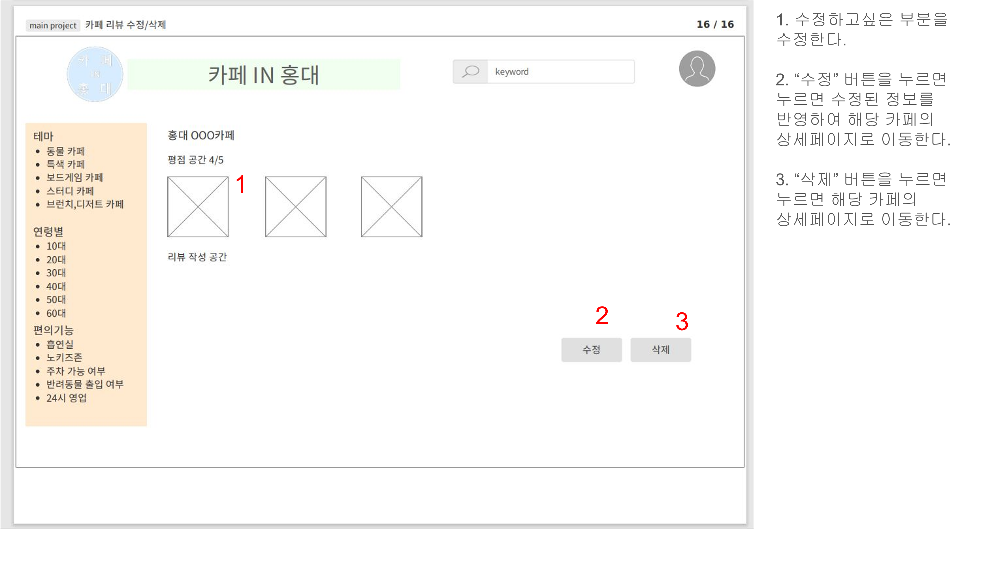 main project 카페 리뷰 수정/삭제 16 / 16
카 페
IN
홍 대
카페 IN 홍대
keyword
테마
• 동물 카페
• 특색 카페
• 보드게임 카페
• 스터디 카페
• 브런치,디저트 카페
연령별
• 10대
• 20대
• 30대
• 40대
• 50대
• 60대
편의기능
• 흡연실
• 노키즈존
• 주차 가능 여부
• 반려동물 출입 여부
• 24시 영업
홍대 OOO카페
평점 공간 4/5
1
리뷰 작성 공간
2
3
수정
삭제
1. 수정하고싶은 부분을
수정한다.
2. “수정” 버튼을 누르면
누르면 수정된 정보를
반영하여 해당 카페의
상세페이지로 이동한다.
3. “삭제” 버튼을 누르면
누르면 해당 카페의
상세페이지로 이동한다.